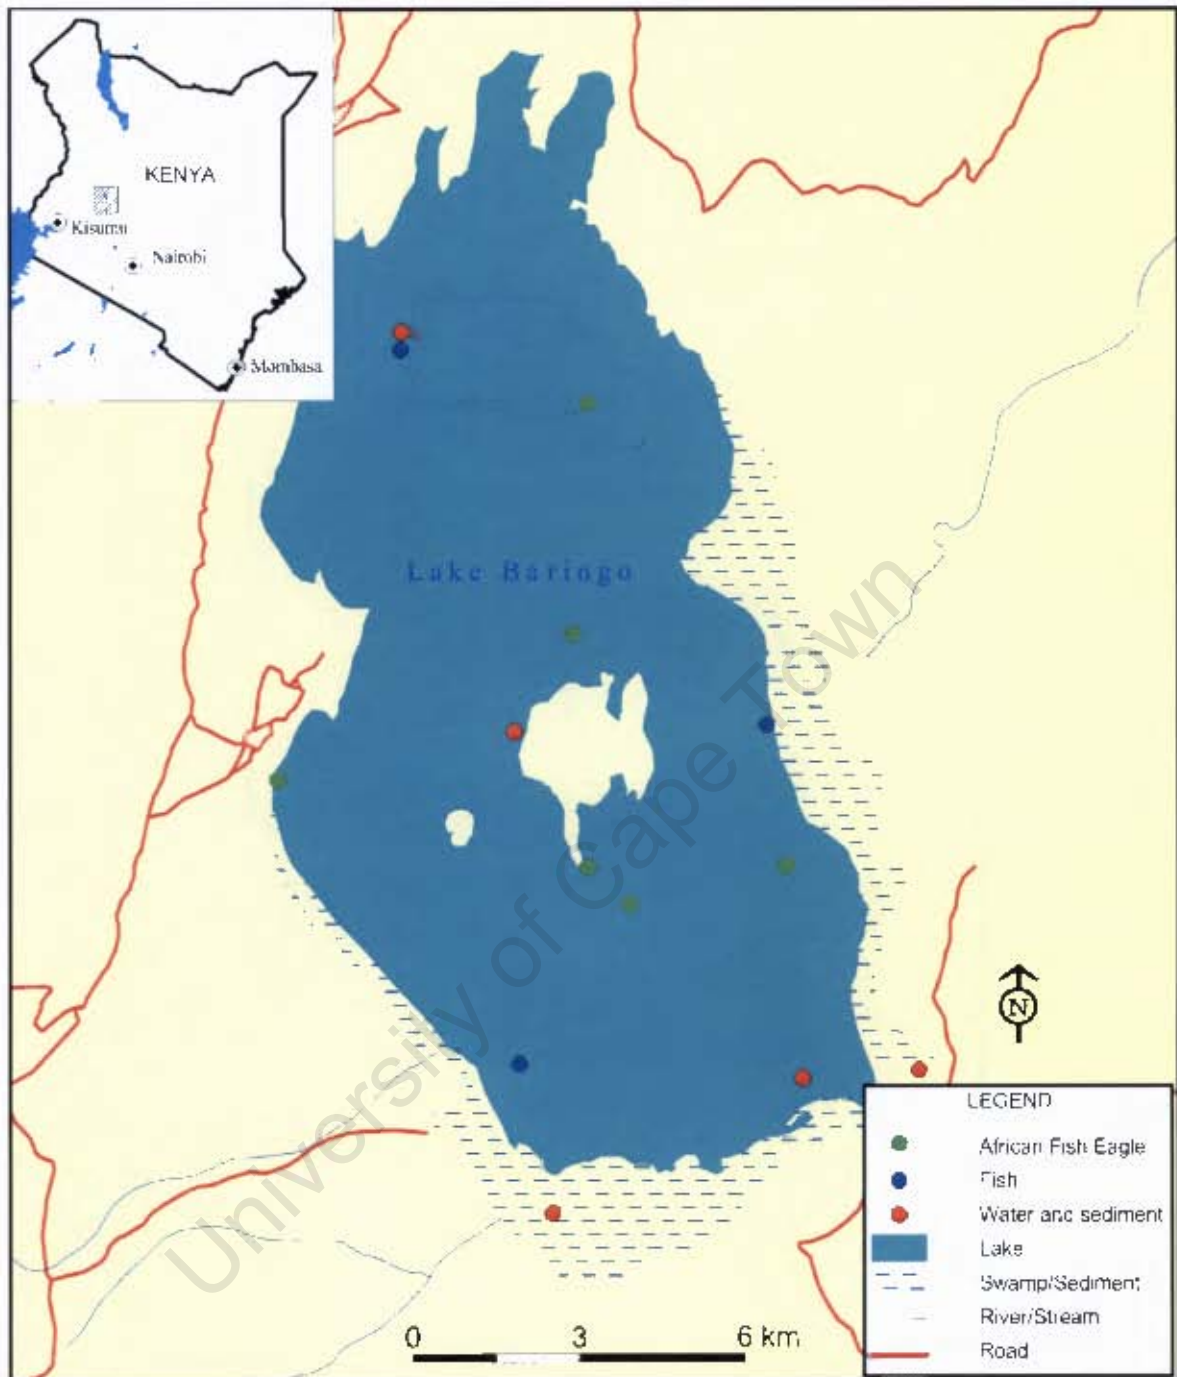 KENYA
Kisumu
Nairobi
Mombasa
Lake Baringo
University of Cape Town
N
LEGEND
African Fish Eagle
Fish
Water and sediment
Lake
Swamp/Sediment
River/Stream
Road
0 3 6 km